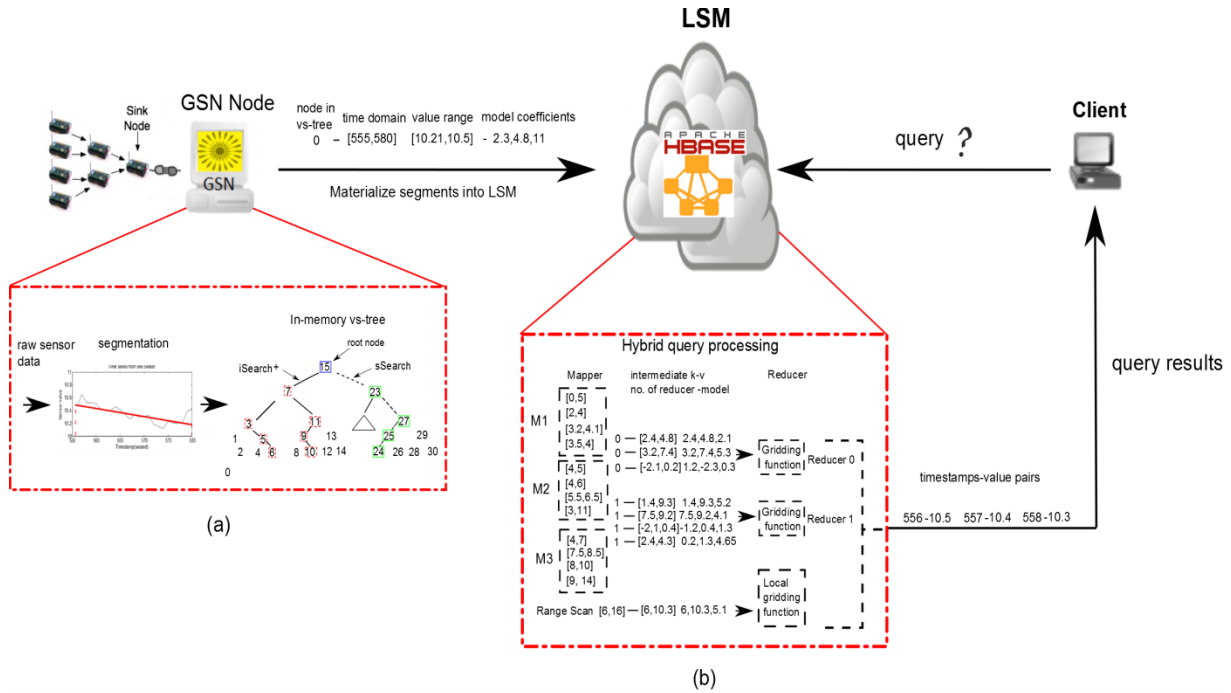 LSM
GSN Node
Sink
Node
GSN
node in
vs-tree
time domain value range - model coefficients
0 – [555,580] [10.21,10.5] - 2.3,4.8,11
Materialize segments into LSM
APACHE
HBASE
query ?
Client
query results
raw sensor
data
segmentation
Timestamp(second)
In-memory vs-tree
root node
iSearch+
sSearch
15
7
23
3
11
27
1
5
9
13
25
29
2
4
6
8
10
12 14
24
26 28 30
0
(a)
Hybrid query processing
Mapper
intermediate k-v
no. of reducer -model
Reducer
M1
[0,5]
[2,4]
[3.2,4.1]
[3.5,4]
M2
[4,5]
[4,6]
[5.5,6.5]
[3,11]
M3
[4,7]
[7.5,8.5]
[8,10]
[9, 14]
0 — [2.4,4.8] 2.4,4.8,2.1
0 — [3.2,7.4] 3.2,7.4,5.3
0 — [-2.1,0.2] 1.2,-2.3,0.3
Gridding
function
Reducer 0
1 — [1.4,9.3] 1.4,9.3,5.2
1 — [7.5,9.2] 7.5,9.2,4.1
1 — [-2,1,0.4]-1.2,0.4,1.3
1 — [2.4,4.3] 0.2,1.3,4.65
Gridding
function
Reducer 1
Range Scan [6,16] — [6,10.3] 6,10.3,5.1
Local
gridding
function
timestamps-value pairs
556 -10.5 557 -10.4 558 -10.3
(b)